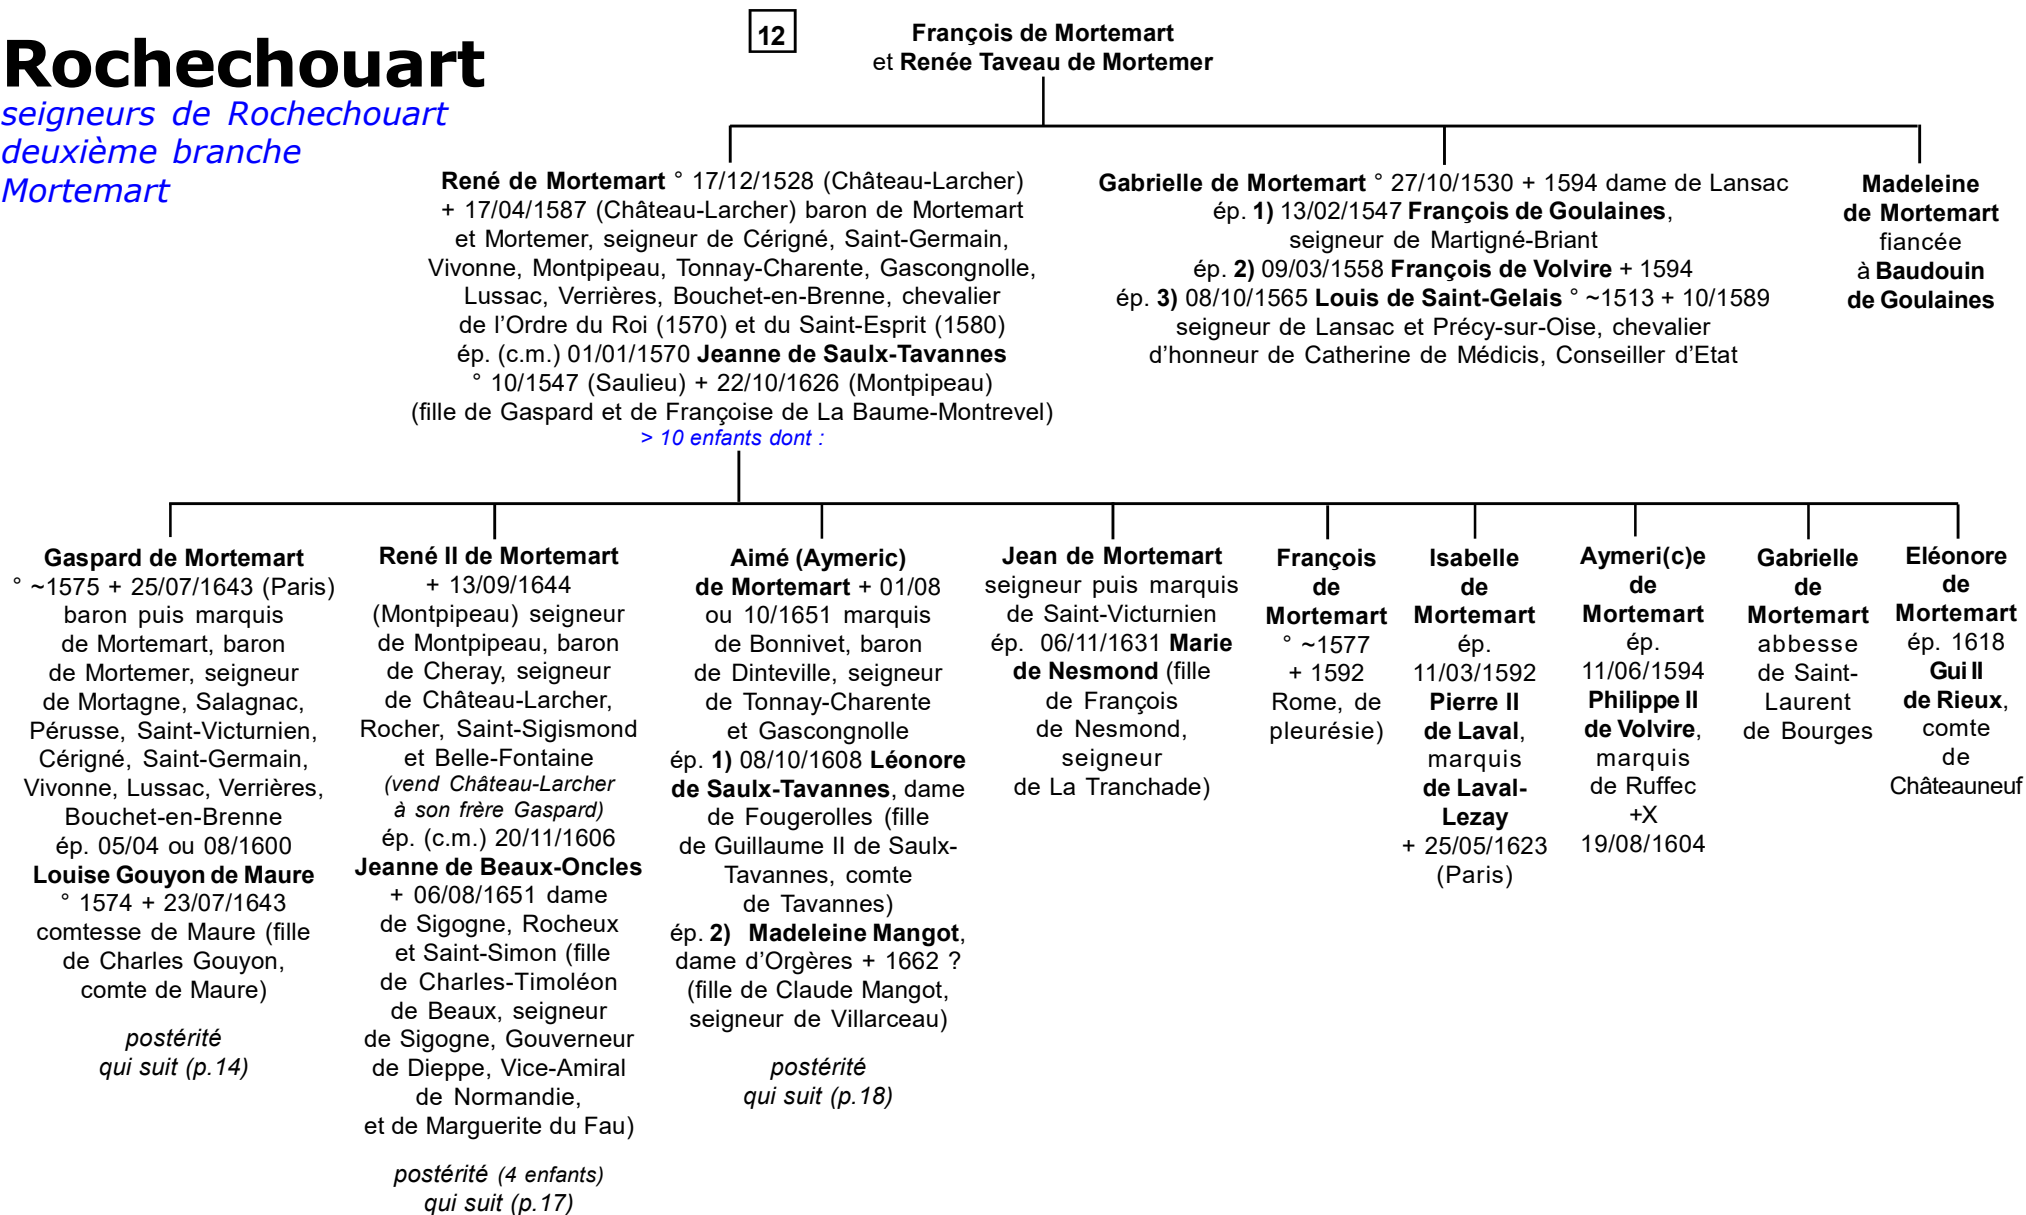 Rochechouart
seigneurs de Rochechouart
deuxième branche
Mortemart
12
François de Mortemart
et Renée Taveau de Mortemer
René de Mortemart ° 17/12/1528 (Château-Larcher)
+ 17/04/1587 (Château-Larcher) baron de Mortemart
et Mortemer, seigneur de Cérigné, Saint-Germain,
Vivonne, Montpipeau, Tonnay-Charente, Gascongnolle,
Lussac, Verrières, Bouchet-en-Brenne, chevalier
de l'Ordre du Roi (1570) et du Saint-Esprit (1580)
ép. (c.m.) 01/01/1570 Jeanne de Saulx-Tavannes
° 10/1547 (Saulieu) + 22/10/1626 (Montpipeau)
(fille de Gaspard et de Françoise de La Baume-Montrevel)
> 10 enfants dont :
Gabrielle de Mortemart ° 27/10/1530 + 1594 dame de Lansac
ép. 1) 13/02/1547 François de Goulaines,
seigneur de Martigné-Briant
ép. 2) 09/03/1558 François de Volvire + 1594
ép. 3) 08/10/1565 Louis de Saint-Gelais ° ~1513 + 10/1589
seigneur de Lansac et Précy-sur-Oise, chevalier
d'honneur de Catherine de Médicis, Conseiller d'Etat
Madeleine
de Mortemart
fiancée
à Baudouin
de Goulaines
Gaspard de Mortemart
° ~1575 + 25/07/1643 (Paris)
baron puis marquis
de Mortemart, baron
de Mortemer, seigneur
de Mortagne, Salagnac,
Pérusse, Saint-Victurnien,
Cérigné, Saint-Germain,
Vivonne, Lussac, Verrières,
Bouchet-en-Brenne
ép. 05/04 ou 08/1600
Louise Gouyon de Maure
° 1574 + 23/07/1643
comtesse de Maure (fille
de Charles Gouyon,
comte de Maure)
postérité
qui suit (p.14)
René II de Mortemart
+ 13/09/1644
(Montpipeau) seigneur
de Montpipeau, baron
de Cheray, seigneur
de Château-Larcher,
Rocher, Saint-Sigismond
et Belle-Fontaine
(vend Château-Larcher
à son frère Gaspard)
ép. (c.m.) 20/11/1606
Jeanne de Beaux-Oncles
+ 06/08/1651 dame
de Sigogne, Rocheux
et Saint-Simon (fille
de Charles-Timoléon
de Beaux, seigneur
de Sigogne, Gouverneur
de Dieppe, Vice-Amiral
de Normandie,
et de Marguerite du Fau)
postérité (4 enfants)
qui suit (p.17)
Aimé (Aymeric)
de Mortemart + 01/08
ou 10/1651 marquis
de Bonnivet, baron
de Dinteville, seigneur
de Tonnay-Charente
et Gascongnolle
ép. 1) 08/10/1608 Léonore
de Saulx-Tavannes, dame
de Fougerolles (fille
de Guillaume II de Saulx-
Tavannes, comte
de Tavannes)
ép. 2) Madeleine Mangot,
dame d'Orgères + 1662 ?
(fille de Claude Mangot,
seigneur de Villarceau)
postérité
qui suit (p.18)
Jean de Mortemart
seigneur puis marquis
de Saint-Victurnien
ép. 06/11/1631 Marie
de Nesmond (fille
de François
de Nesmond,
seigneur
de La Tranchade)
François
de
Mortemart
° ~1577
+ 1592
Rome, de
pleurésie)
Isabelle
de
Mortemart
ép.
11/03/1592
Pierre II
de Laval,
marquis
de Laval-
Lezay
+ 25/05/1623
(Paris)
Aymeri(c)e
de
Mortemart
ép.
11/06/1594
Philippe II
de Volvire,
marquis
de Ruffec
+X
19/08/1604
Gabrielle
de
Mortemart
abbesse
de Saint-
Laurent
de Bourges
Eléonore
de
Mortemart
ép. 1618
Gui II
de Rieux,
comte
de
Châteauneuf